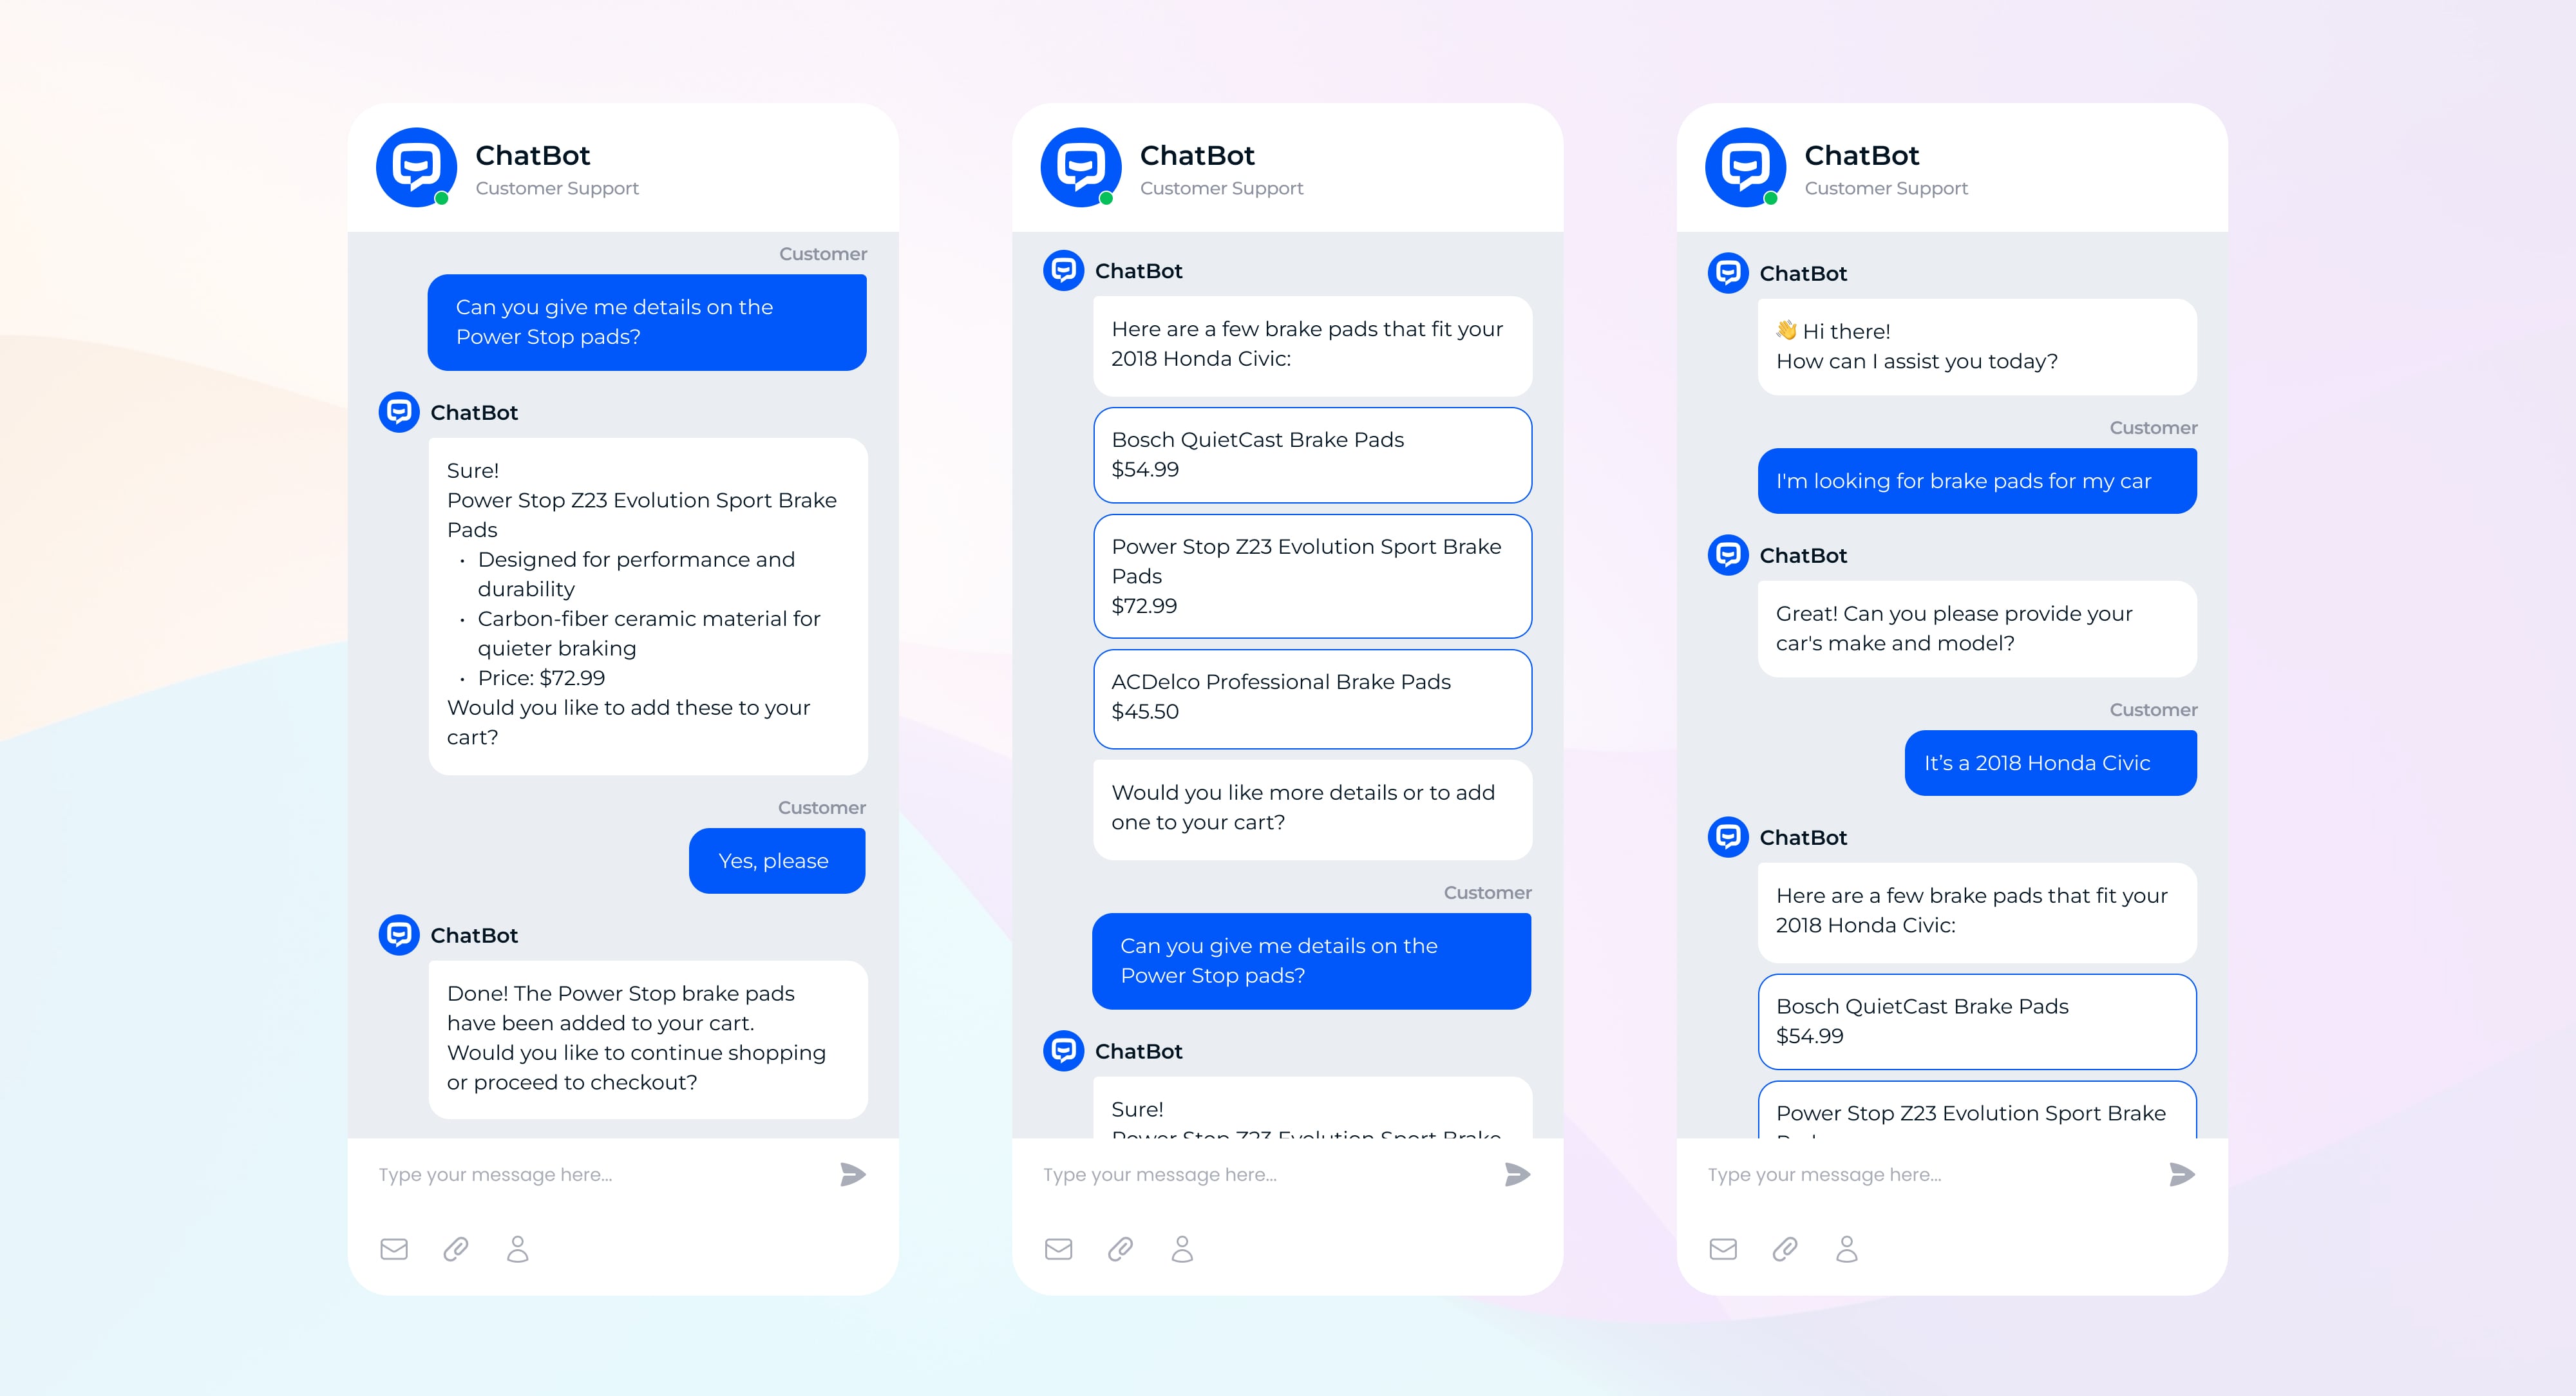 ChatBot
Customer Support
Customer
Can you give me details on the
Power Stop pads?
ChatBot
Sure!
Power Stop Z23 Evolution Sport Brake
Pads
• Designed for performance and
durability
• Carbon-fiber ceramic material for
quieter braking
• Price: $72.99
Would you like to add these to your
cart?
Customer
Yes, please
ChatBot
Done! The Power Stop brake pads
have been added to your cart.
Would you like to continue shopping
or proceed to checkout?
Type your message here...
ChatBot
Customer Support
ChatBot
Here are a few brake pads that fit your
2018 Honda Civic:
Bosch QuietCast Brake Pads
$54.99
Power Stop Z23 Evolution Sport Brake
Pads
$72.99
ACDelco Professional Brake Pads
$45.50
Would you like more details or to add
one to your cart?
Customer
Can you give me details on the
Power Stop pads?
ChatBot
Sure!
Power Stop Z23 Evolution Sport Brake
Type your message here...
ChatBot
Customer Support
ChatBot
👋 Hi there!
How can I assist you today?
Customer
I'm looking for brake pads for my car
ChatBot
Great! Can you please provide your
car's make and model?
Customer
It’s a 2018 Honda Civic
ChatBot
Here are a few brake pads that fit your
2018 Honda Civic:
Bosch QuietCast Brake Pads
$54.99
Power Stop Z23 Evolution Sport Brake
Type your message here...